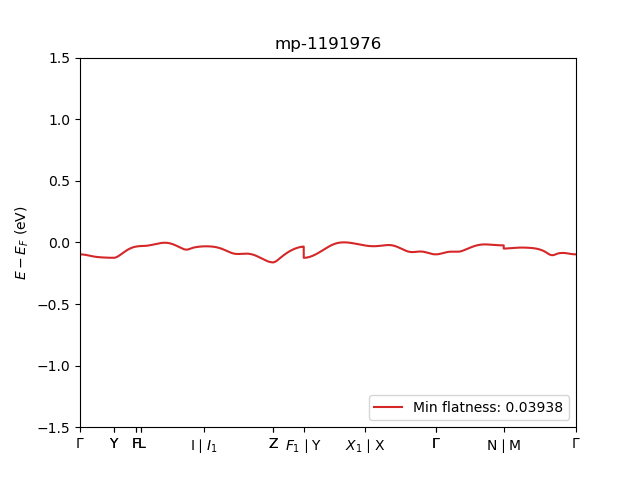 mp-1191976
E − E_F (eV)
1.5
1.0
0.5
0.0
−0.5
−1.0
−1.5
Min flatness: 0.03938
Γ Y F L I | I₁ Z F₁ | Y X₁ | X Γ N | M Γ